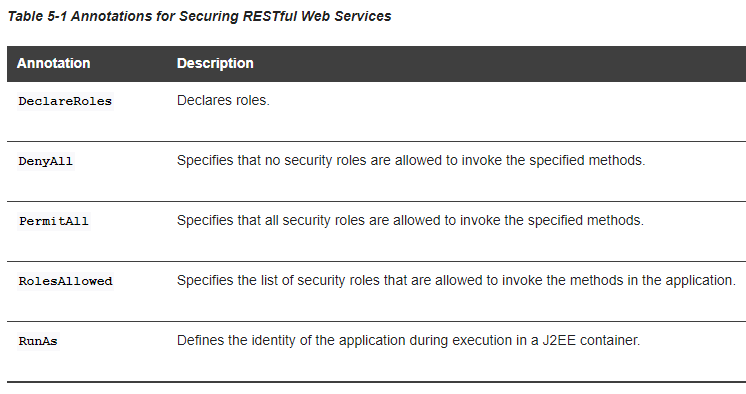 Table 5-1 Annotations for Securing RESTful Web Services
Annotation Description
DeclareRoles Declares roles.
DenyAll Specifies that no security roles are allowed to invoke the specified methods.
PermitAll Specifies that all security roles are allowed to invoke the specified methods.
RolesAllowed Specifies the list of security roles that are allowed to invoke the methods in the application.
RunAs Defines the identity of the application during execution in a J2EE container.